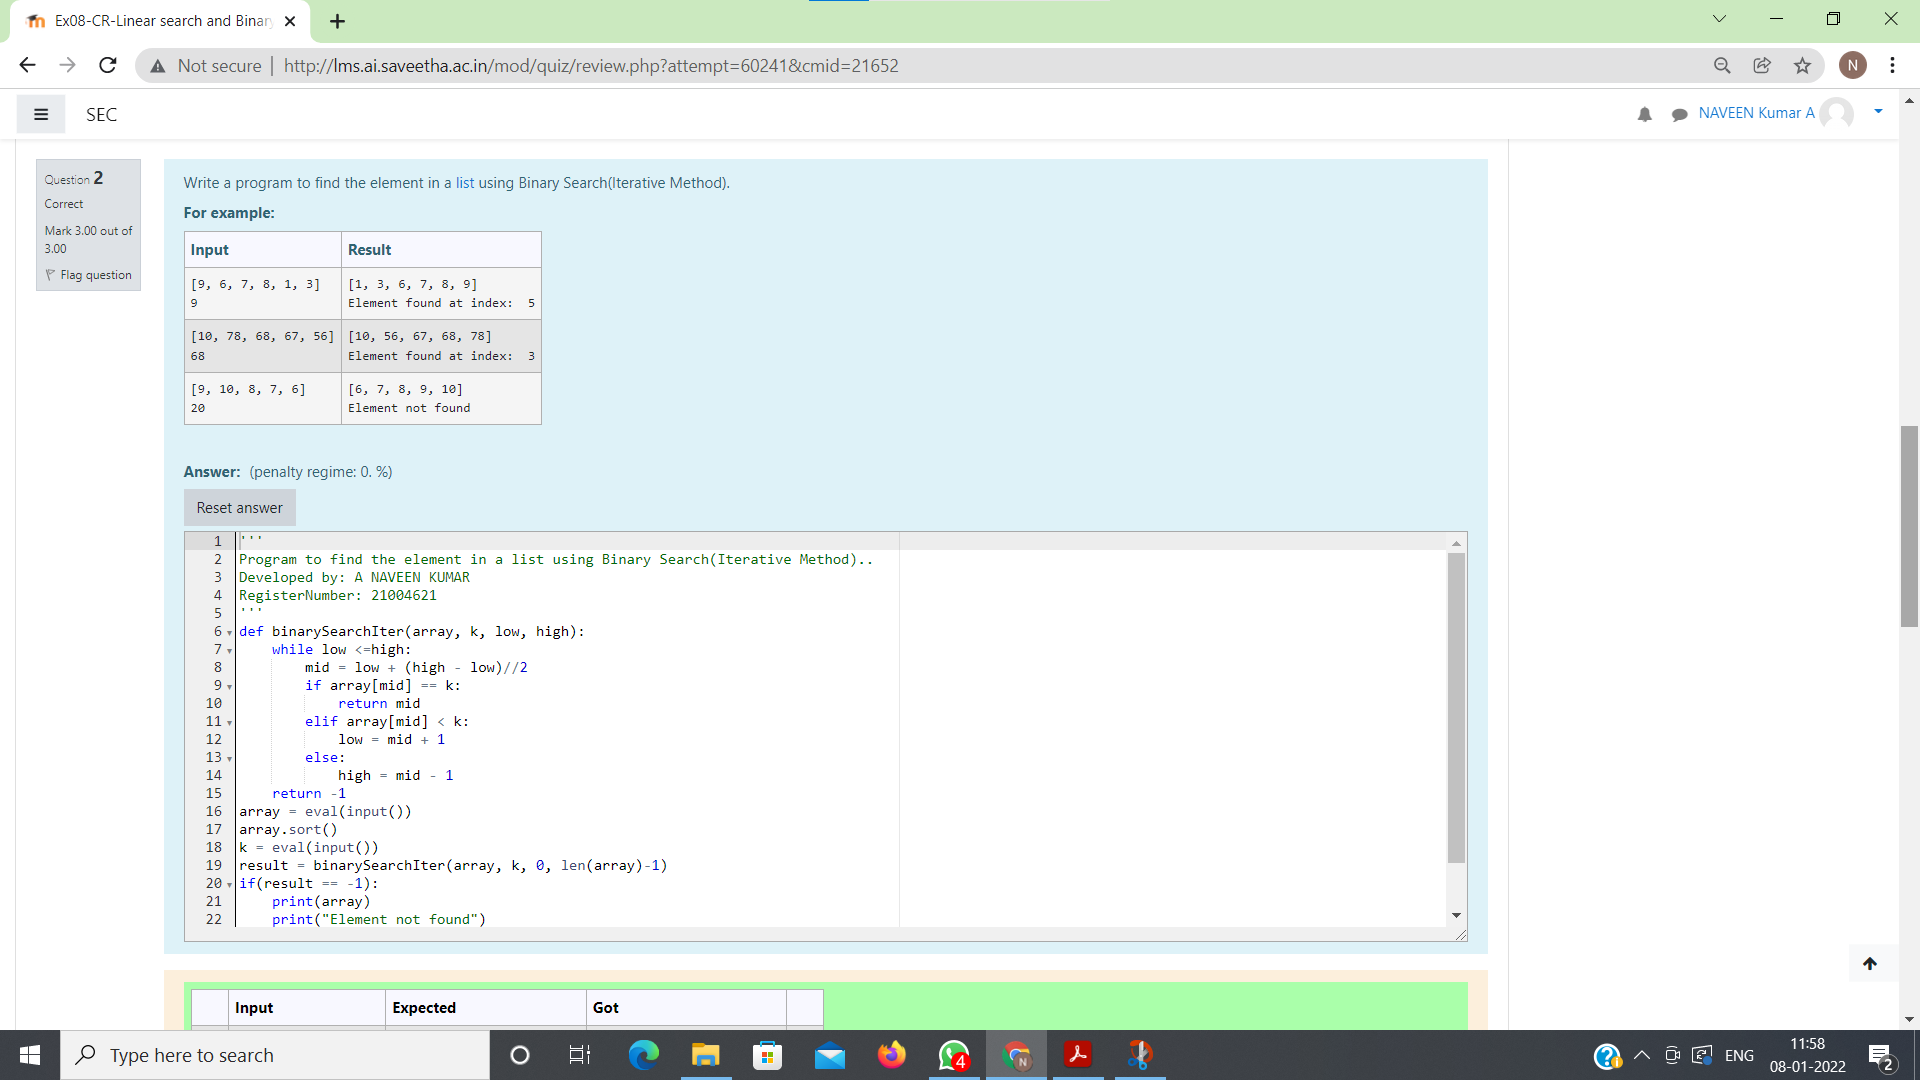 Ex08-CR-Linear search and Binar
Not secure
http://lms.ai.saveetha.ac.in/mod/quiz/review.php?attempt=60241&cmid=21652
N
SEC
NAVEEN Kumar A
Question 2
Correct
Mark 3.00 out of
3.00
Flag question
Write a program to find the element in a list using Binary Search(Iterative Method).
For example:
Input Result
[9, 6, 7, 8, 1, 3] [1, 3, 6, 7, 8, 9]
9 Element found at index:  5
[10, 78, 68, 67, 56] [10, 56, 67, 68, 78]
68 Element found at index:  3
[9, 10, 8, 7, 6] [6, 7, 8, 9, 10]
20 Element not found
Answer: (penalty regime: 0. %)
Reset answer
1 '''
2 Program to find the element in a list using Binary Search(Iterative Method)..
3 Developed by: A NAVEEN KUMAR
4 RegisterNumber: 21004621
5 '''
6 def binarySearchIter(array, k, low, high):
7     while low <=high:
8         mid = low + (high - low)//2
9         if array[mid] == k:
10             return mid
11         elif array[mid] < k:
12             low = mid + 1
13         else:
14             high = mid - 1
15     return -1
16 array = eval(input())
17 array.sort()
18 k = eval(input())
19 result = binarySearchIter(array, k, 0, len(array)-1)
20 if(result == -1):
21     print(array)
22     print("Element not found")
Input Expected Got
Type here to search
4
N
ENG
11:58
08-01-2022
2